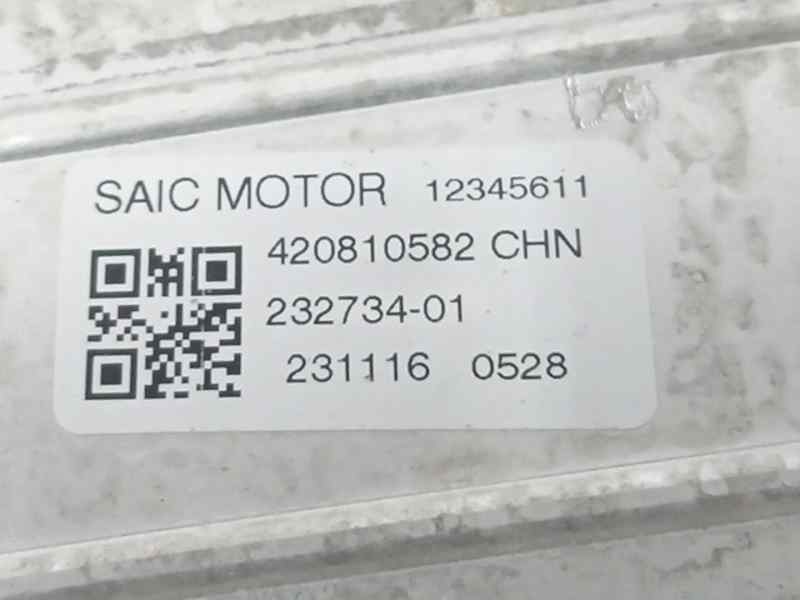 SAIC MOTOR 12345611
420810582 CHN
232734-01
231116 0528